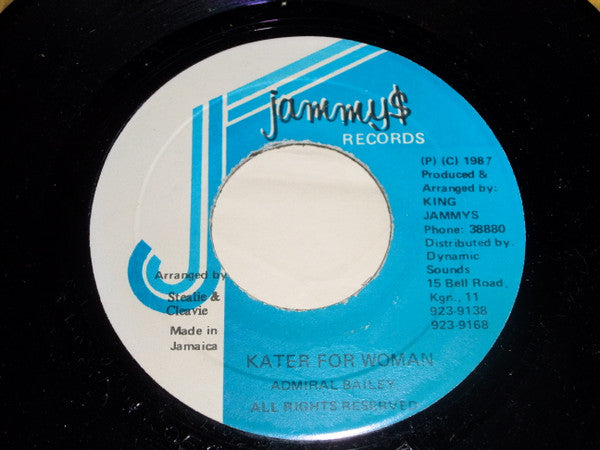 jammy$
RECORDS
(P) (C) 1987
Produced &
Arranged by:
KING
JAMMYS
Phone: 38880
Distributed by
Dynamic
Sounds
15 Bell Road,
Kgn., 11
923-9138
923-9168
Arranged by
Steelie &
Cleavie
Made in
Jamaica
KATER FOR WOMAN
ADMIRAL BAILEY
ALL RIGHTS RESERVED